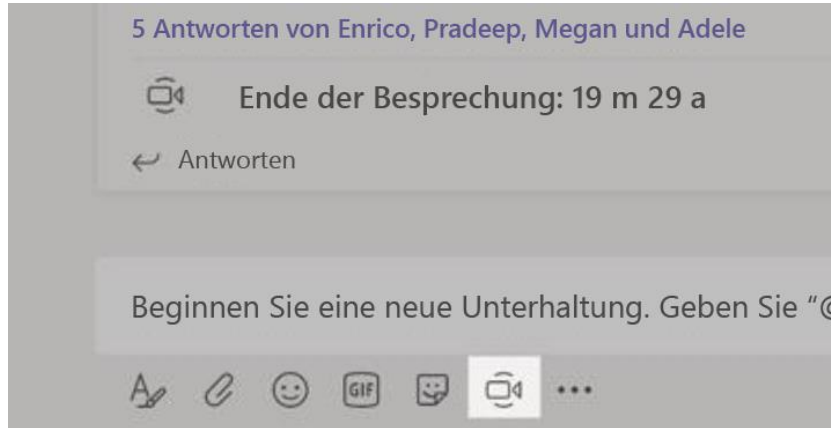 5 Antworten von Enrico, Pradeep, Megan und Adele
Ende der Besprechung: 19 m 29 a
Antworten
Beginnen Sie eine neue Unterhaltung. Geben Sie “@
GIF